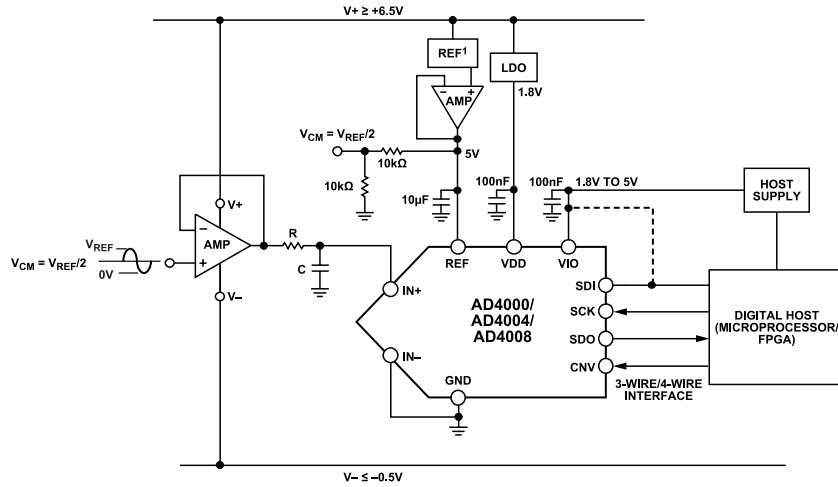 V+ ≥ +6.5V
REF¹
LDO
1.8V
– +
AMP
V_CM = V_REF/2
5V
10kΩ
10kΩ
10µF
100nF
100nF
1.8V TO 5V
HOST
SUPPLY
V+
–
AMP
+
V–
V_REF
0V
V_CM = V_REF/2
R
C
REF
VDD
VIO
IN+
IN–
AD4000/
AD4004/
AD4008
GND
SDI
SCK
SDO
CNV
DIGITAL HOST
(MICROPROCESSOR/
FPGA)
3-WIRE/4-WIRE
INTERFACE
V– ≤ –0.5V